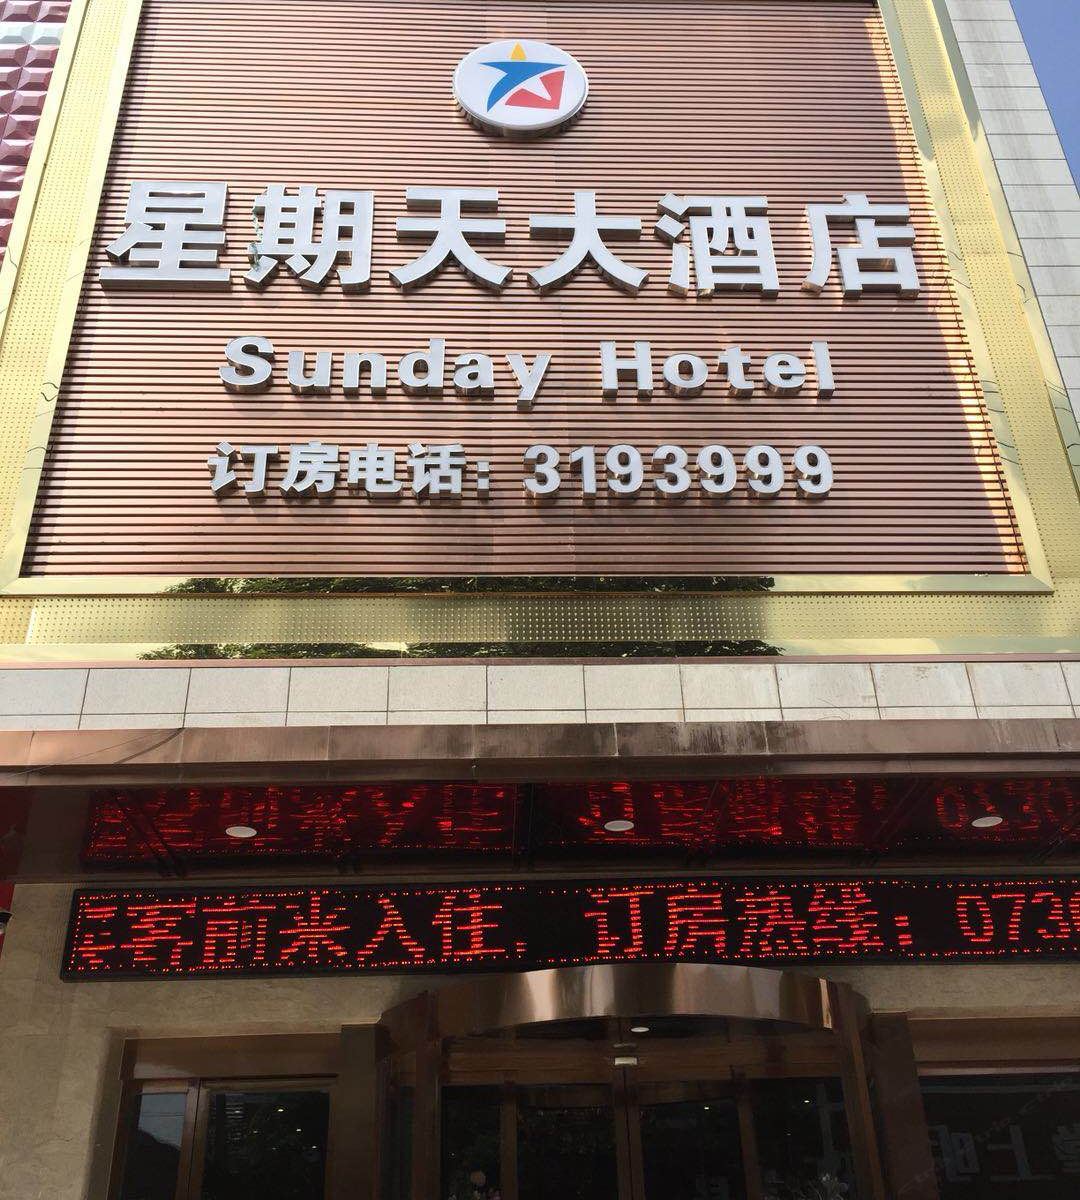 星期天大酒店
Sunday Hotel
订房电话：3193999
客前来入住，订房热线：073